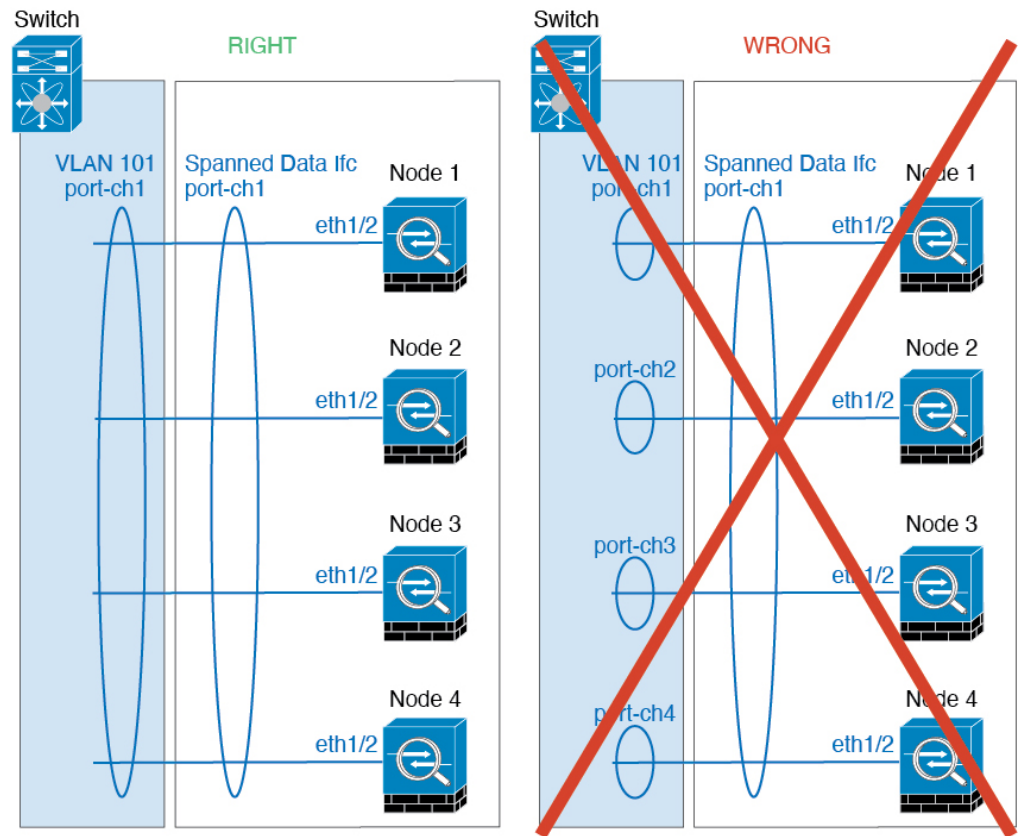 Switch
RIGHT
VLAN 101
port-ch1
Spanned Data Ifc
port-ch1
Node 1
eth1/2
Node 2
eth1/2
Node 3
eth1/2
Node 4
eth1/2
Switch
WRONG
VLAN 101
port-ch1
Spanned Data Ifc
port-ch1
Node 1
eth1/2
port-ch2
Node 2
eth1/2
port-ch3
Node 3
eth1/2
port-ch4
Node 4
eth1/2